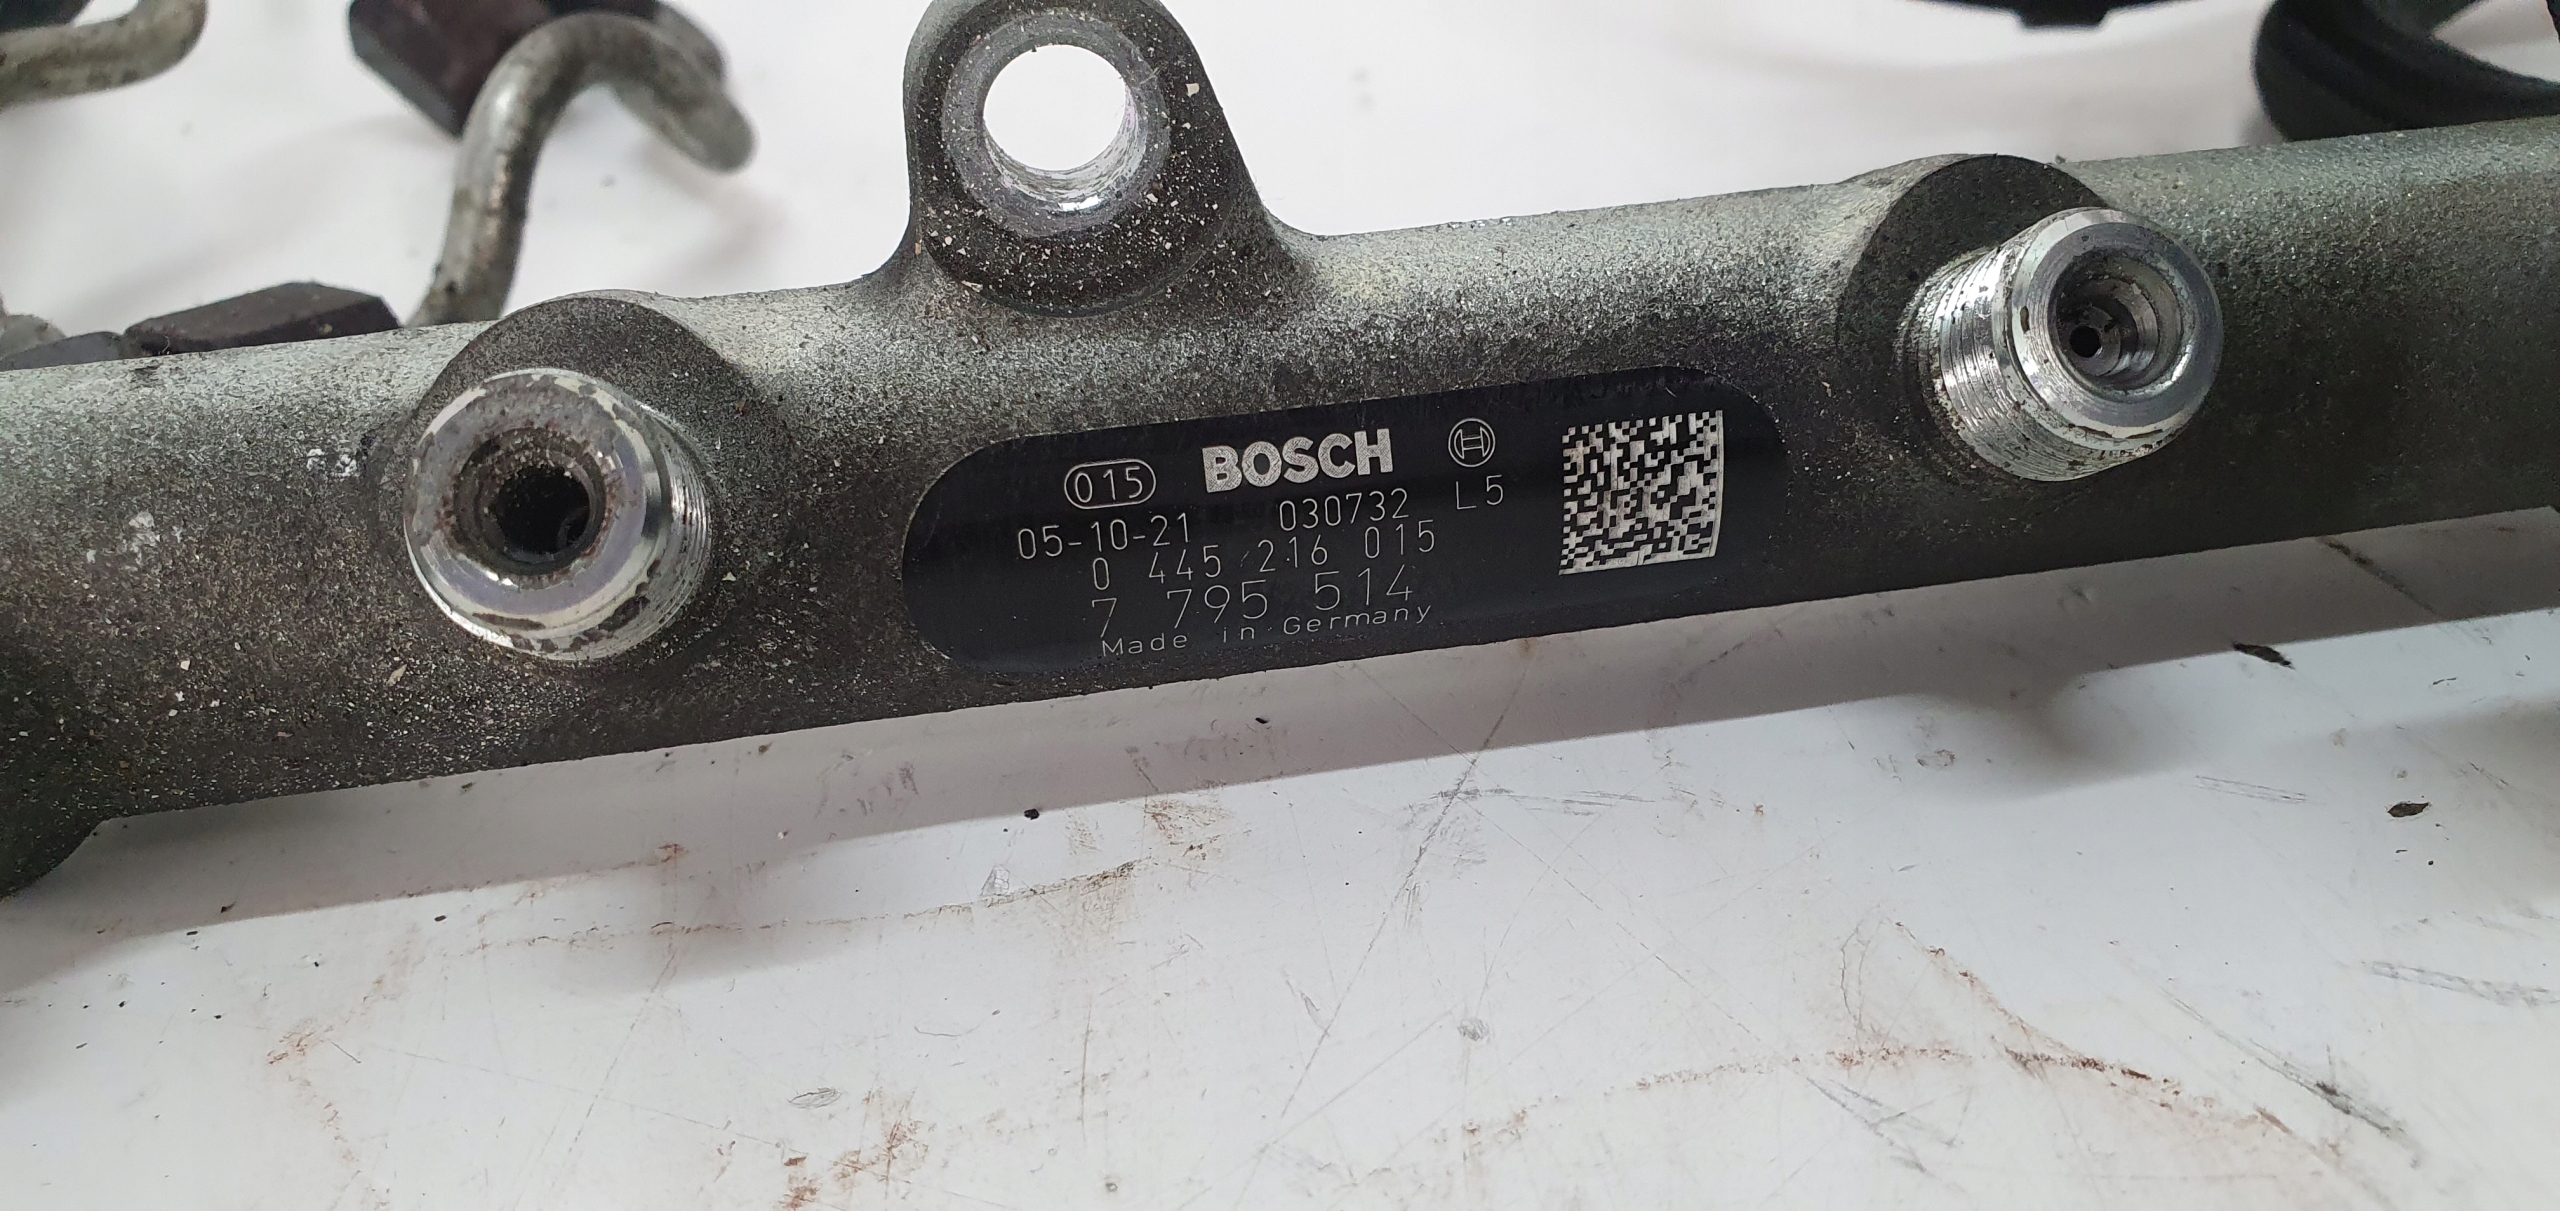 015 BOSCH
05-10-21 030732 L5
0 445 216 015
7 795 514
Made in Germany